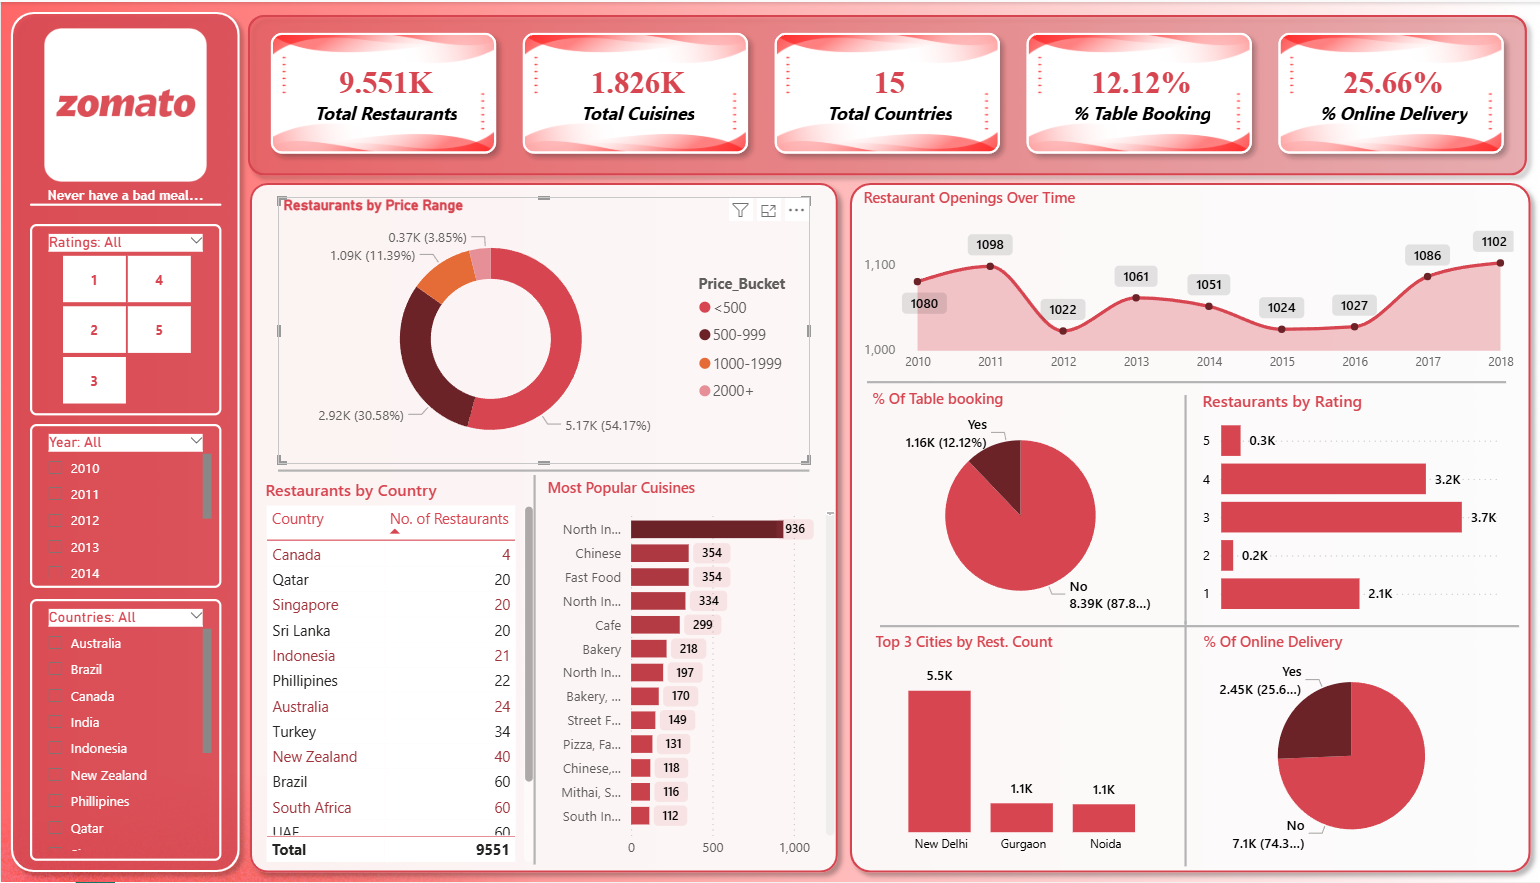 zomato
Never have a bad meal...
Ratings: All
1
4
2
5
3
Year: All
2010
2011
2012
2013
2014
Countries: All
Australia
Brazil
Canada
India
Indonesia
New Zealand
Phillipines
Qatar
9.551K
Total Restaurants
1.826K
Total Cuisines
15
Total Countries
12.12%
% Table Booking
25.66%
% Online Delivery
Restaurants by Price Range
0.37K (3.85%)
1.09K (11.39%)
2.92K (30.58%)
5.17K (54.17%)
Price_Bucket
<500
500-999
1000-1999
2000+
Restaurants by Country
Country No. of Restaurants
Canada 4
Qatar 20
Singapore 20
Sri Lanka 20
Indonesia 21
Phillipines 22
Australia 24
Turkey 34
New Zealand 40
Brazil 60
South Africa 60
UAE 60
Total 9551
Most Popular Cuisines
North In... 936
Chinese 354
Fast Food 354
North In... 334
Cafe 299
Bakery 218
North In... 197
Bakery, ... 170
Street F... 149
Pizza, Fa... 131
Chinese,... 118
Mithai, S... 116
South In... 112
0 500 1,000
Restaurant Openings Over Time
1,100
1,000
1080
1098
1022
1061
1051
1024
1027
1086
1102
2010 2011 2012 2013 2014 2015 2016 2017 2018
% Of Table booking
Yes
1.16K (12.12%)
No
8.39K (87.8...)
Restaurants by Rating
5 0.3K
4 3.2K
3 3.7K
2 0.2K
1 2.1K
Top 3 Cities by Rest. Count
5.5K
1.1K
1.1K
New Delhi Gurgaon Noida
% Of Online Delivery
Yes
2.45K (25.6...)
No
7.1K (74.3...)